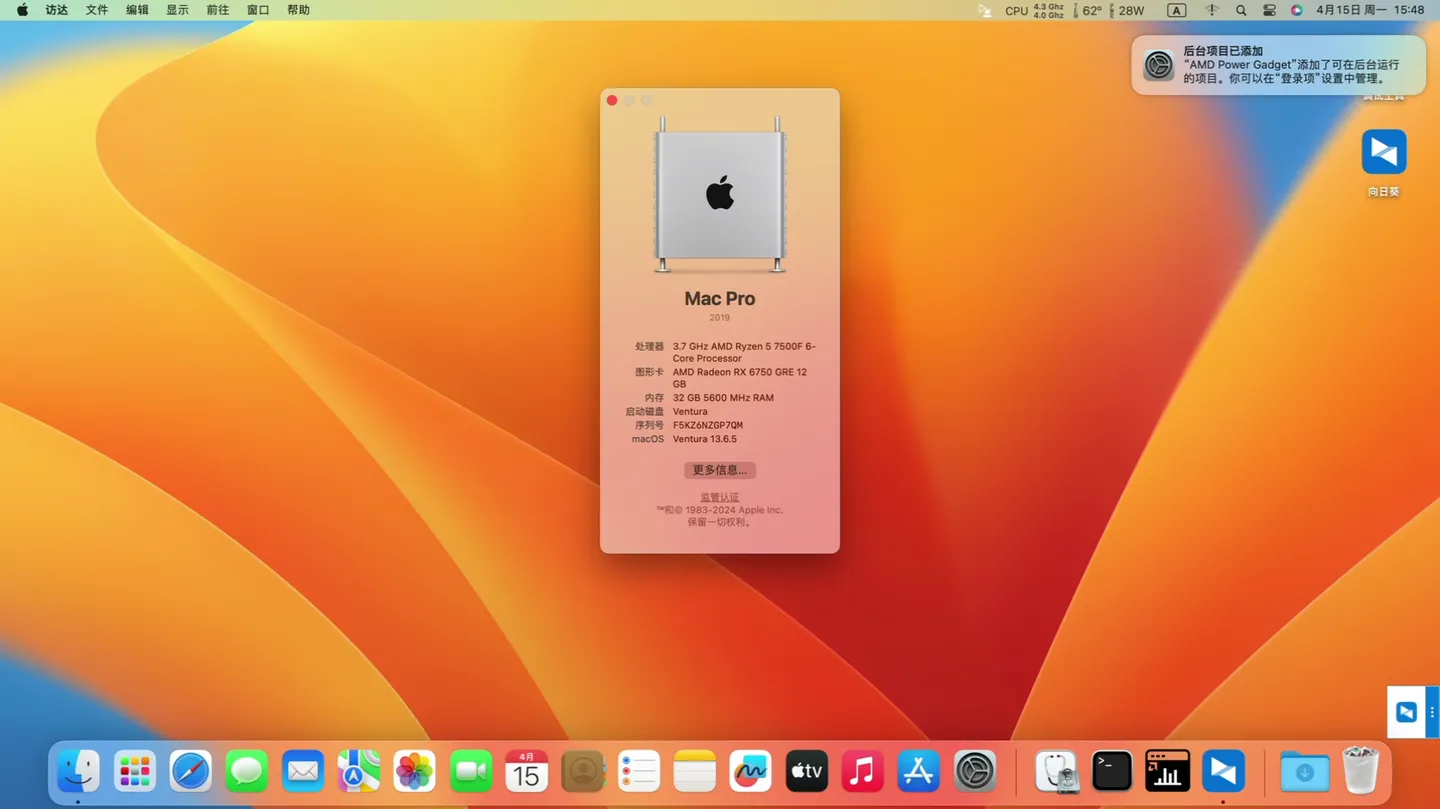 访达 文件 编辑 显示 前往 窗口 帮助
CPU 4.3 Ghz 4.0 Ghz 62° 28W A 4月15日 周一 15:48
后台项目已添加
“AMD Power Gadget”添加了可在后台运行
的项目。你可以在“登录项”设置中管理。
调试工具
向日葵
Mac Pro
2019
处理器 3.7 GHz AMD Ryzen 5 7500F 6-
Core Processor
图形卡 AMD Radeon RX 6750 GRE 12
GB
内存 32 GB 5600 MHz RAM
启动磁盘 Ventura
序列号 F5KZ6NZGP7QM
macOS Ventura 13.6.5
更多信息...
监管认证
™和© 1983-2024 Apple Inc.
保留一切权利。
4月
15
tv
>_